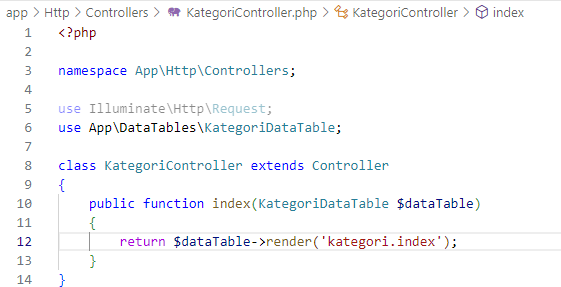 app > Http > Controllers > KategoriController.php > KategoriController > index
1 <?php
2
3 namespace App\Http\Controllers;
4
5 use Illuminate\Http\Request;
6 use App\DataTables\KategoriDataTable;
7
8 class KategoriController extends Controller
9 {
10     public function index(KategoriDataTable $dataTable)
11     {
12         return $dataTable->render('kategori.index');
13     }
14 }